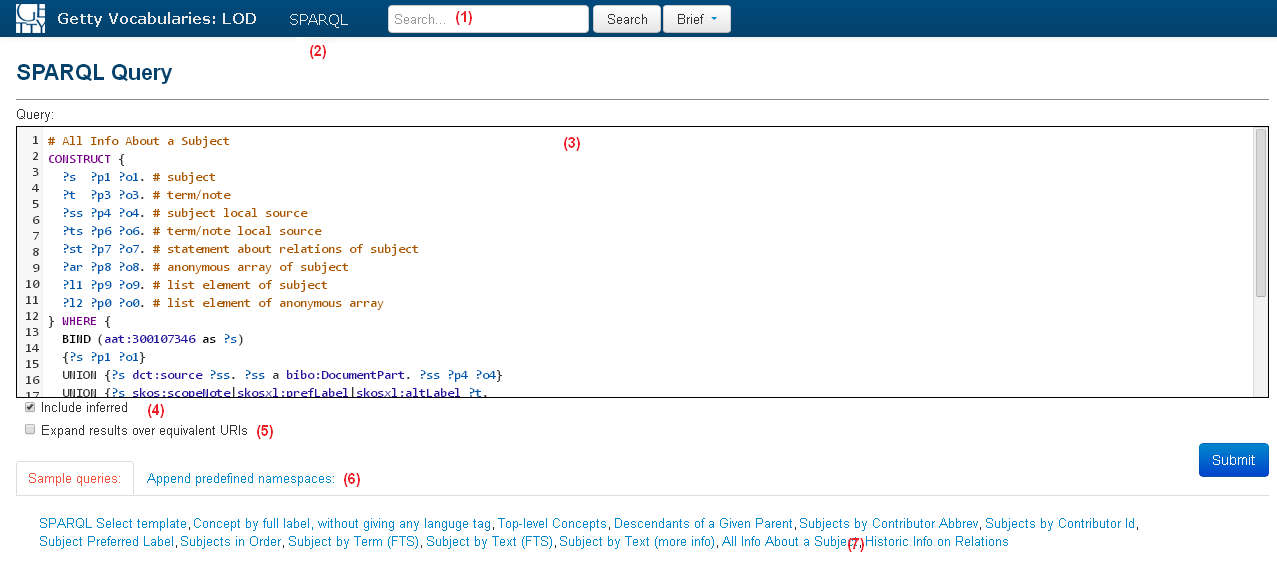 Getty Vocabularies: LOD SPARQL Search... (1) Search Brief
(2)
SPARQL Query
Query:
1 # All Info About a Subject (3)
2 CONSTRUCT {
3 ?s ?p1 ?o1. # subject
4 ?t ?p3 ?o3. # term/note
5 ?ss ?p4 ?o4. # subject local source
6 ?ts ?p6 ?o6. # term/note local source
7 ?st ?p7 ?o7. # statement about relations of subject
8 ?ar ?p8 ?o8. # anonymous array of subject
9 ?l1 ?p9 ?o9. # list element of subject
10 ?l2 ?p0 ?o0. # list element of anonymous array
11 } WHERE {
12 BIND (aat:300107346 as ?s)
13 {?s ?p1 ?o1}
14 UNION {?s dct:source ?ss. ?ss a bibo:DocumentPart. ?ss ?p4 ?o4}
15 UNION {?s skos:scopeNote|skosxl:prefLabel|skosxl:altLabel ?t.
16
17
Include inferred (4)
Expand results over equivalent URIs (5)
Submit
Sample queries: Append predefined namespaces: (6)
SPARQL Select template, Concept by full label, without giving any languge tag, Top-level Concepts, Descendants of a Given Parent, Subjects by Contributor Abbrev, Subjects by Contributor Id,
Subject Preferred Label, Subjects in Order, Subject by Term (FTS), Subject by Text (FTS), Subject by Text (more info), All Info About a Subject, Historic Info on Relations
(7)